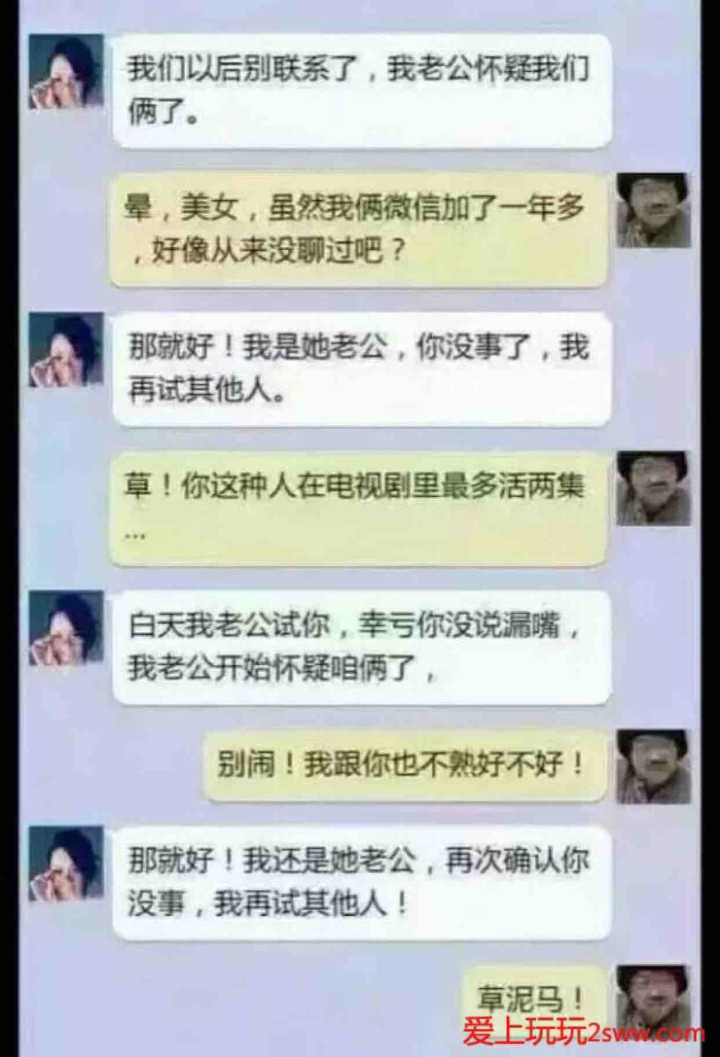 我们以后别联系了，我老公怀疑我们
俩了。
晕，美女，虽然我俩微信加了一年多
，好像从来没聊过吧？
那就好！我是她老公，你没事了，我
再试其他人。
草！你这种人在电视剧里最多活两集
...
白天我老公试你，幸亏你没说漏嘴，
我老公开始怀疑咱俩了，
别闹！我跟你也不熟好不好！
那就好！我还是她老公，再次确认你
没事，我再试其他人！
草泥马！
爱上玩玩2sww.com